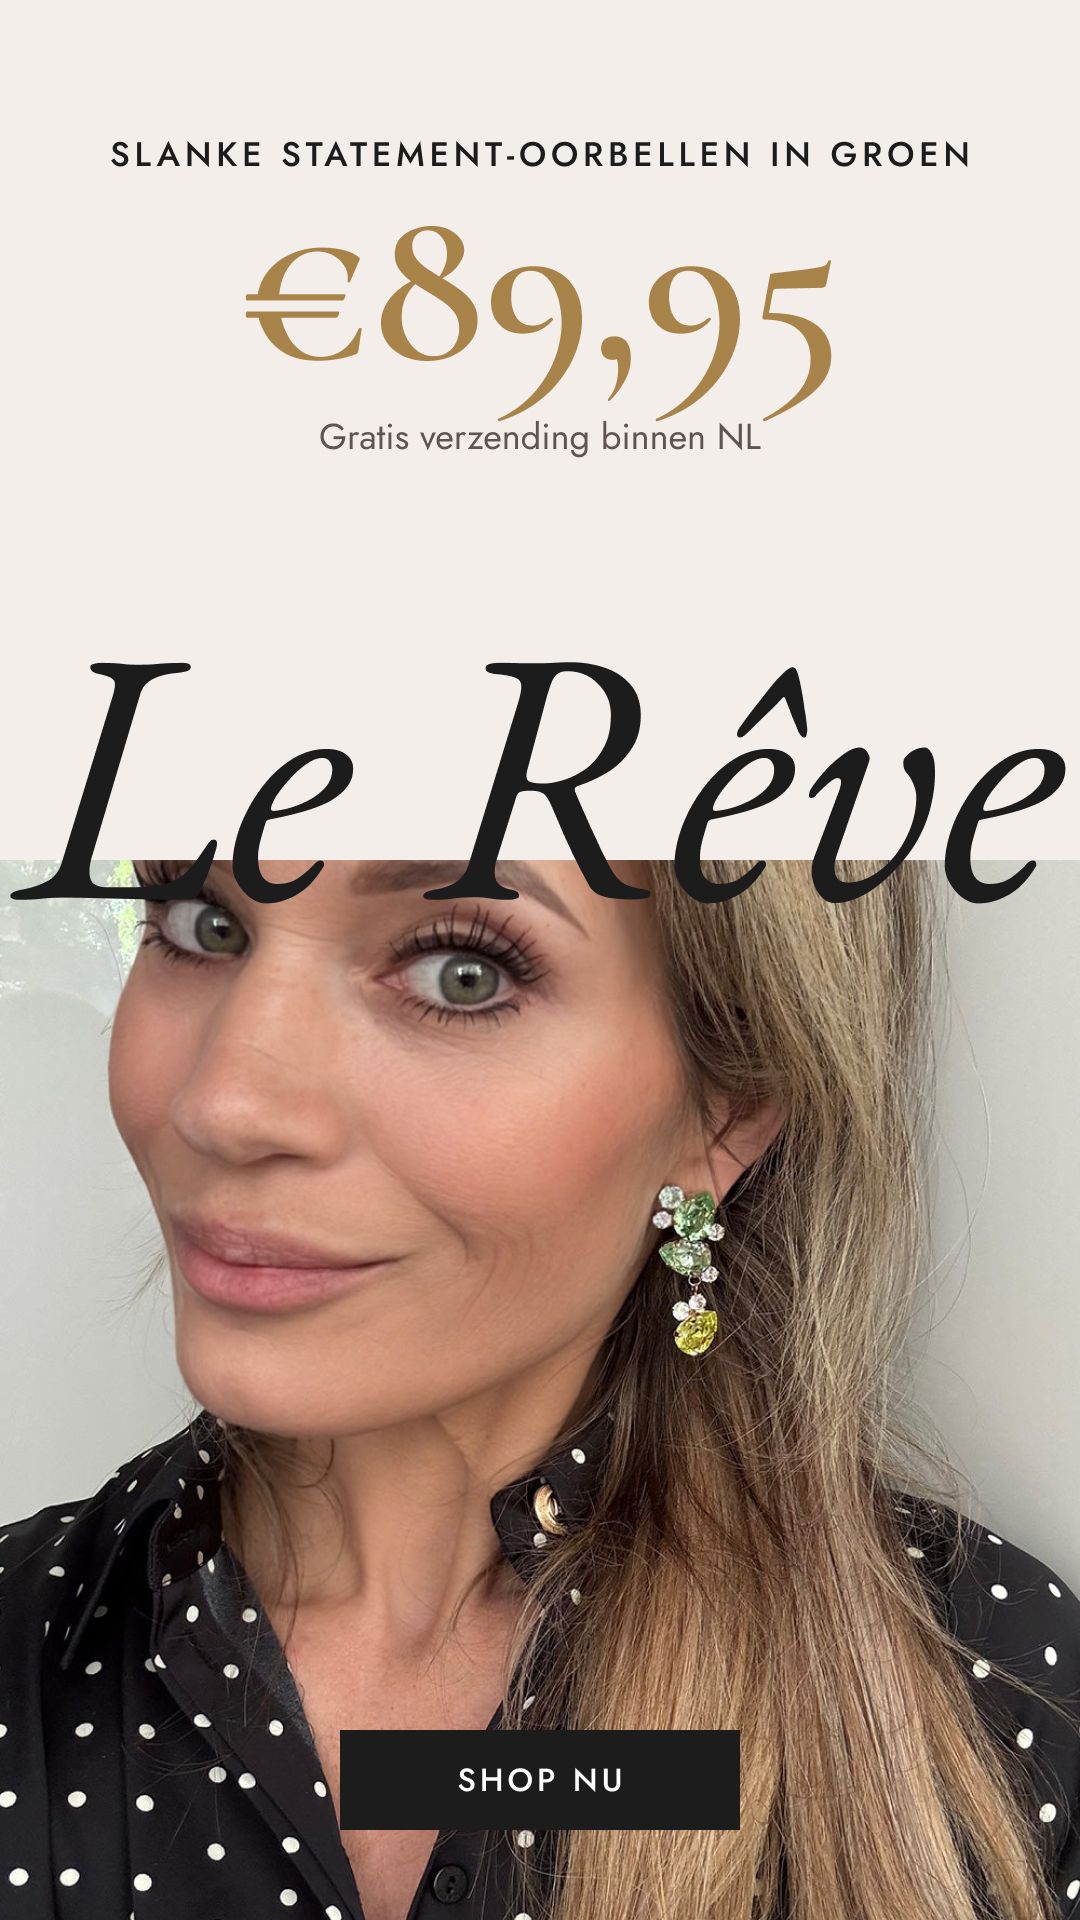 SLANKE STATEMENT-OORBELLEN IN GROEN
€89,95
Gratis verzending binnen NL
Le Rêve
SHOP NU